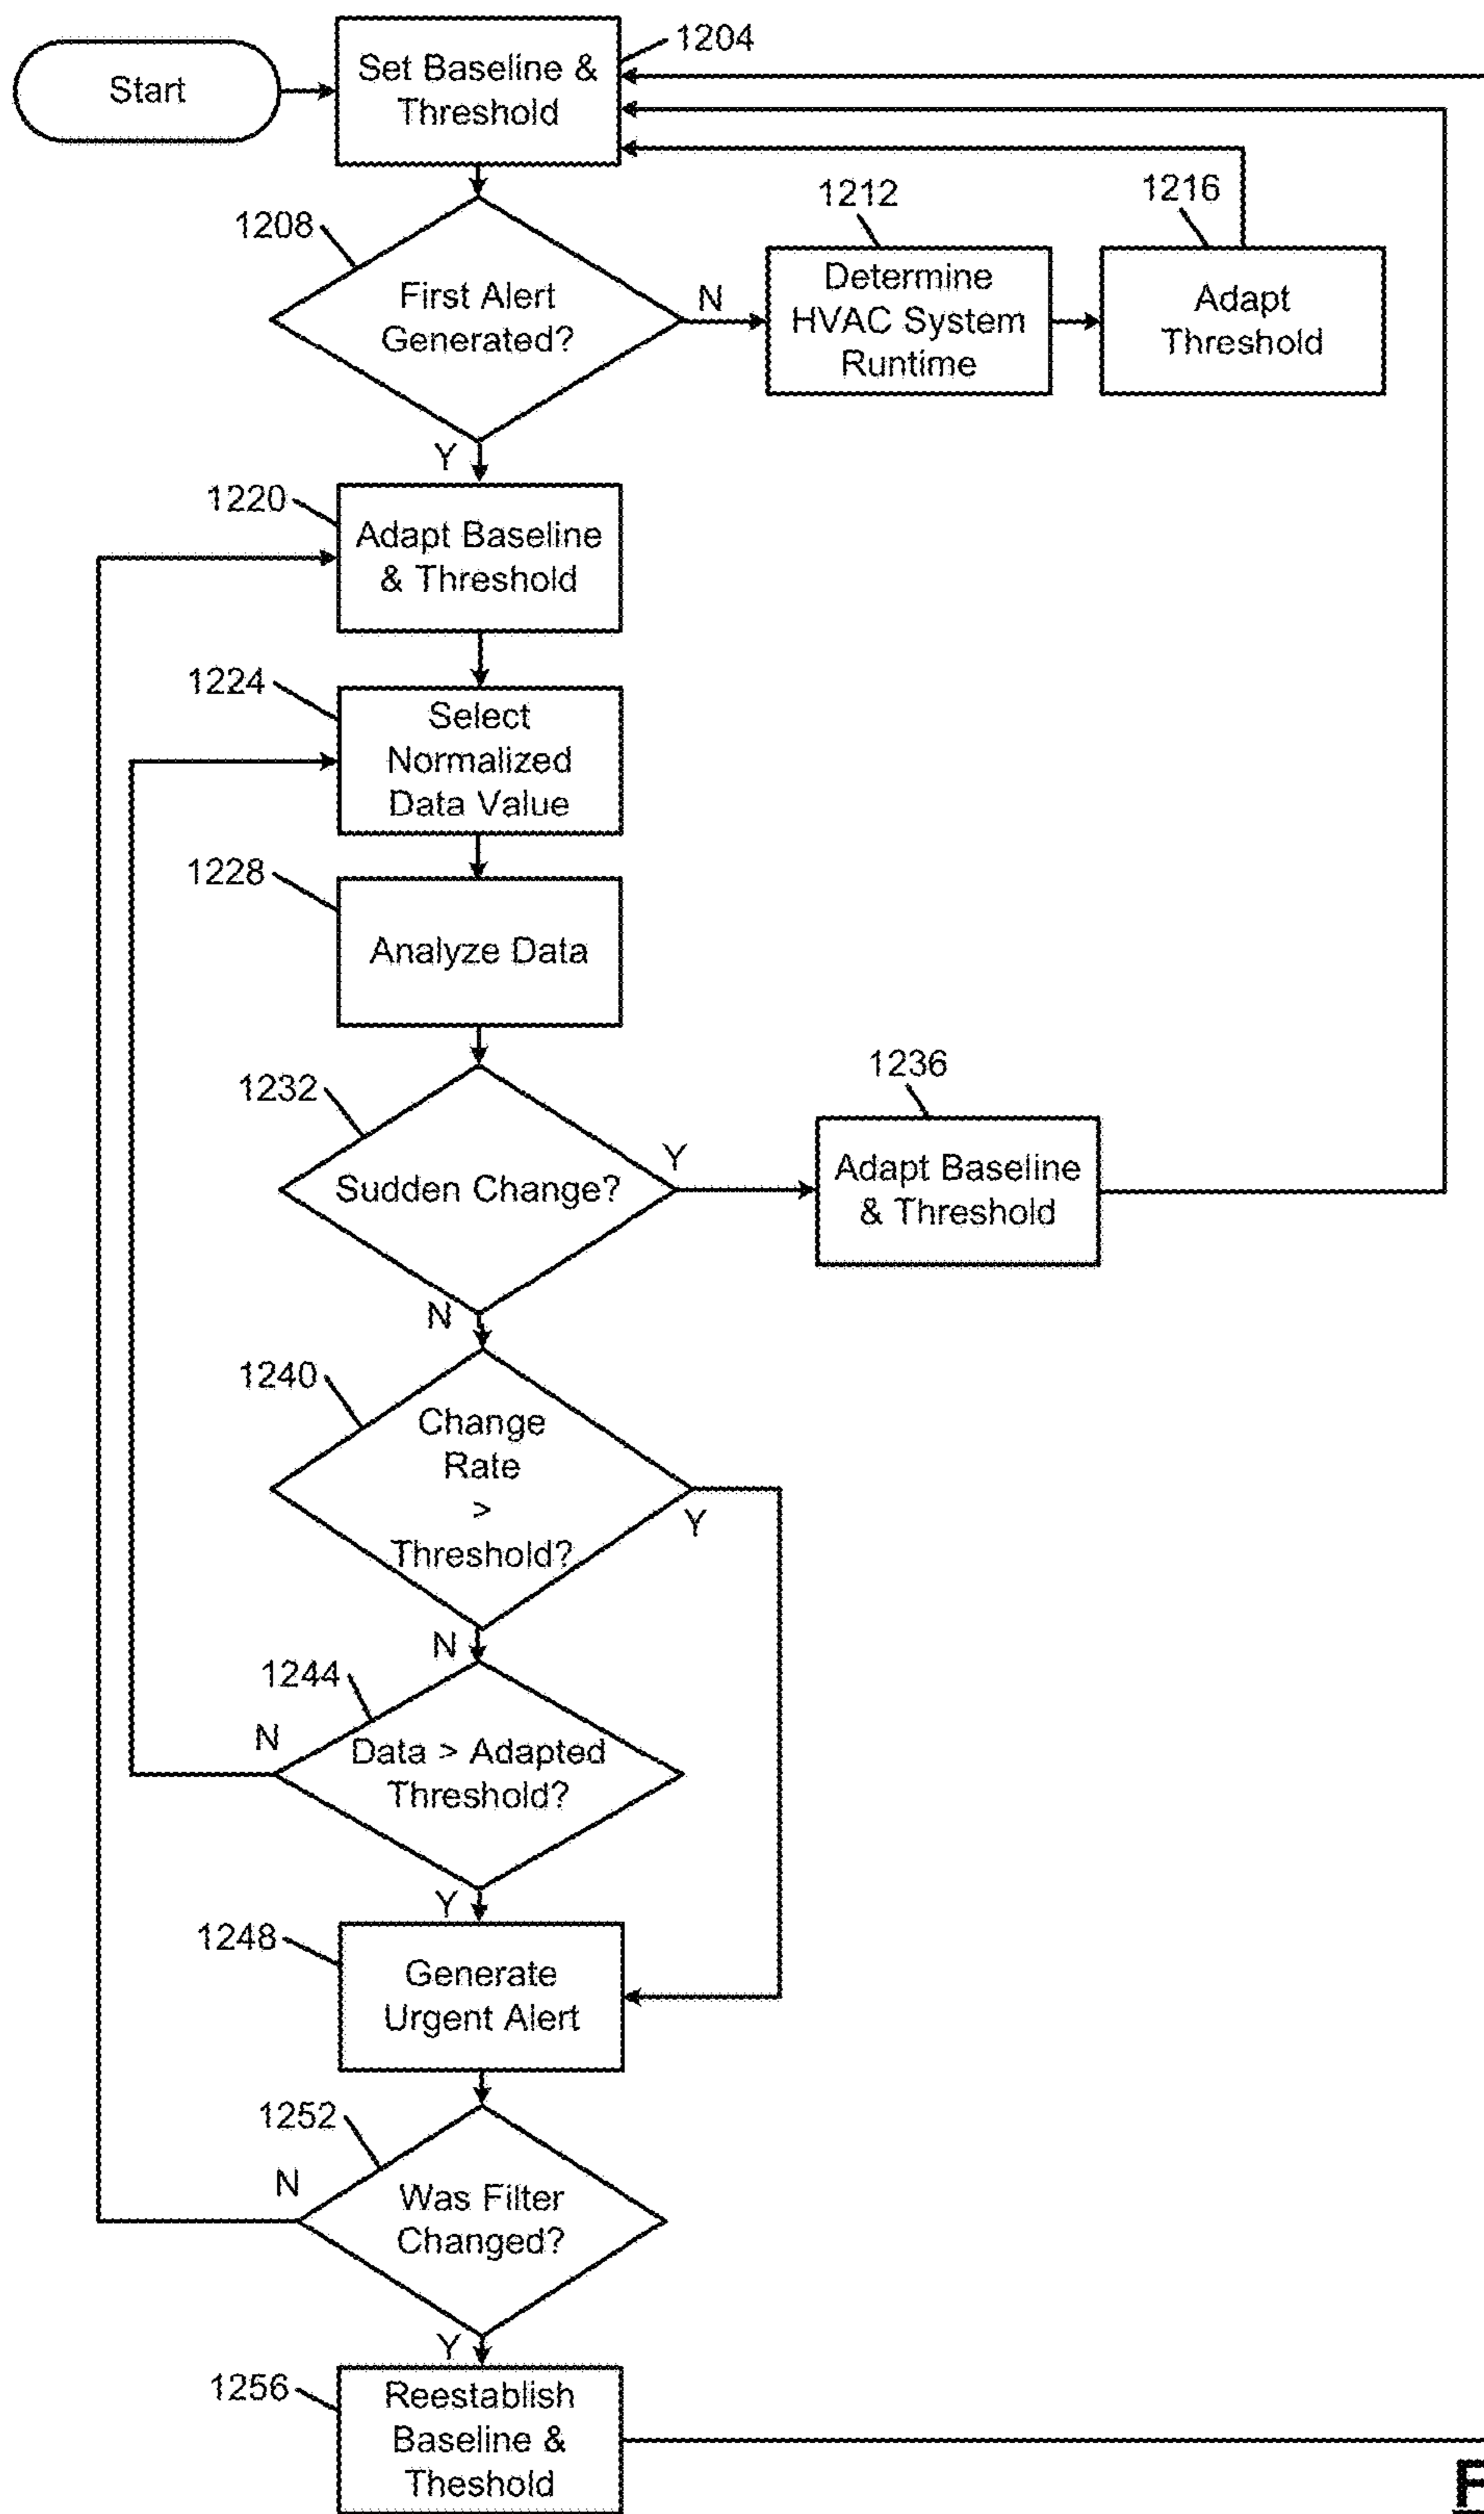 Start
Set Baseline &
Threshold
1204
1208
First Alert
Generated?
N
1212
Determine
HVAC System
Runtime
1216
Adapt
Threshold
Y
1220
Adapt Baseline
& Threshold
1224
Select
Normalized
Data Value
1228
Analyze Data
1232
Sudden Change?
Y
1236
Adapt Baseline
& Threshold
N
1240
Change
Rate
>
Threshold?
Y
N
1244
N
Data > Adapted
Threshold?
Y
1248
Generate
Urgent Alert
1252
N
Was Filter
Changed?
Y
1256
Reestablish
Baseline &
Theshold